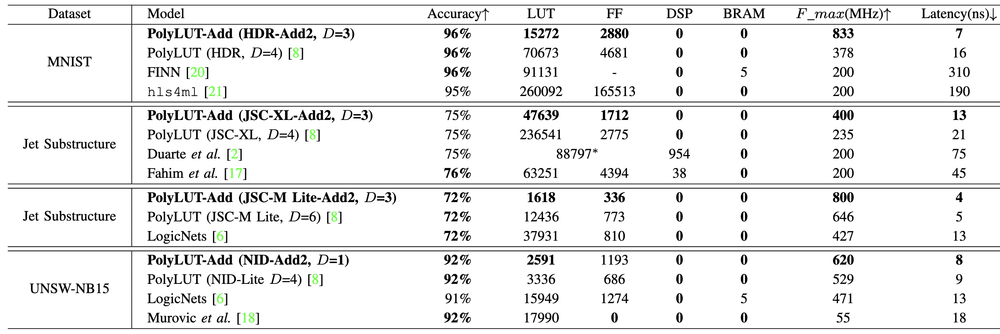 Dataset Model Accuracy↑ LUT FF DSP BRAM F_max(MHz)↑ Latency(ns)↓
MNIST
PolyLUT-Add (HDR-Add2, D=3) 96% 15272 2880 0 0 833 7
PolyLUT (HDR, D=4) [8] 96% 70673 4681 0 0 378 16
FINN [20] 96% 91131 - 0 5 200 310
hls4ml [21] 95% 260092 165513 0 0 200 190
Jet Substructure
PolyLUT-Add (JSC-XL-Add2, D=3) 75% 47639 1712 0 0 400 13
PolyLUT (JSC-XL, D=4) [8] 75% 236541 2775 0 0 235 21
Duarte et al. [2] 75% 88797* 954 0 200 75
Fahim et al. [17] 76% 63251 4394 38 0 200 45
Jet Substructure
PolyLUT-Add (JSC-M Lite-Add2, D=3) 72% 1618 336 0 0 800 4
PolyLUT (JSC-M Lite, D=6) [8] 72% 12436 773 0 0 646 5
LogicNets [6] 72% 37931 810 0 0 427 13
UNSW-NB15
PolyLUT-Add (NID-Add2, D=1) 92% 2591 1193 0 0 620 8
PolyLUT (NID-Lite D=4) [8] 92% 3336 686 0 0 529 9
LogicNets [6] 91% 15949 1274 0 5 471 13
Murovic et al. [18] 92% 17990 0 0 0 55 18